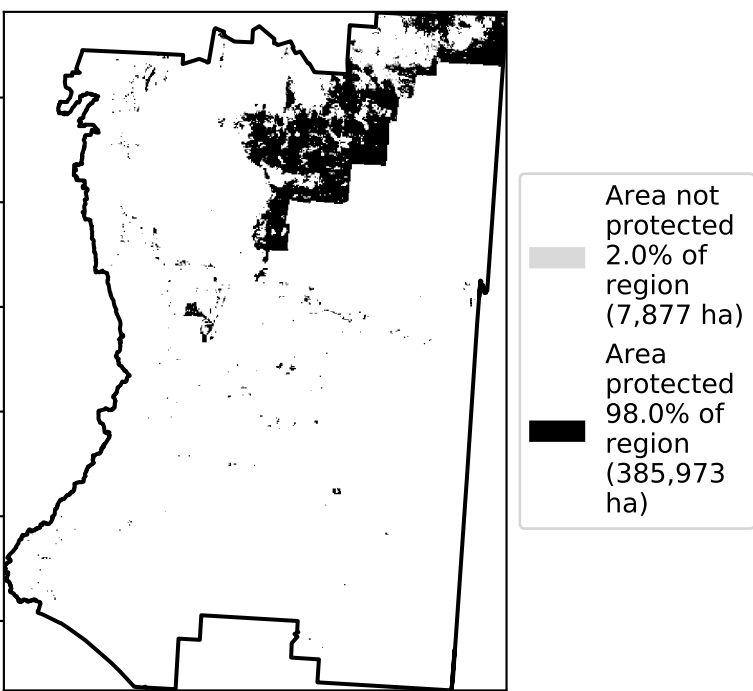 Area not
protected
2.0% of
region
(7,877 ha)
Area
protected
98.0% of
region
(385,973
ha)